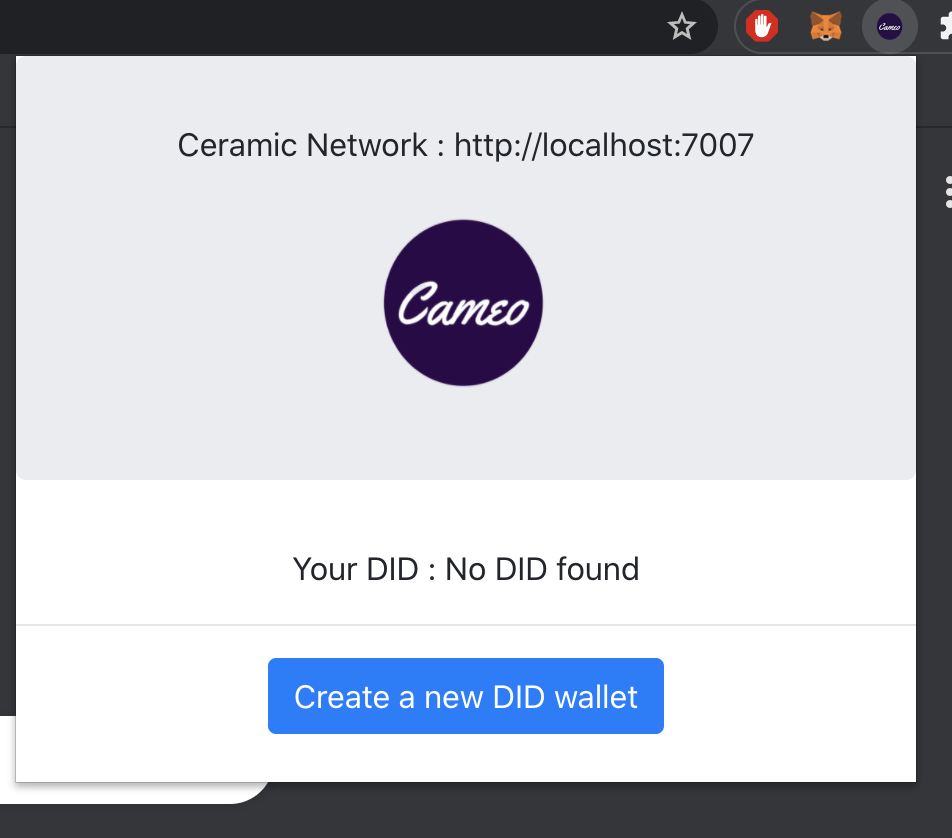 Cameo
Ceramic Network : http://localhost:7007
Cameo
Your DID : No DID found
Create a new DID wallet